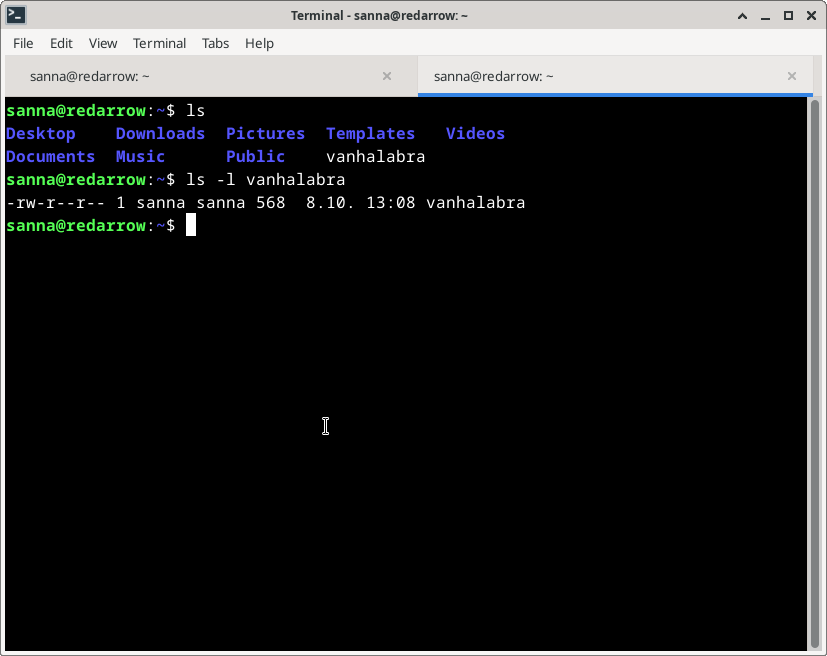 Terminal - sanna@redarrow: ~
File Edit View Terminal Tabs Help
sanna@redarrow: ~ sanna@redarrow: ~
sanna@redarrow:~$ ls
Desktop Downloads Pictures Templates Videos
Documents Music Public vanhalabra
sanna@redarrow:~$ ls -l vanhalabra
-rw-r--r-- 1 sanna sanna 568 8.10. 13:08 vanhalabra
sanna@redarrow:~$